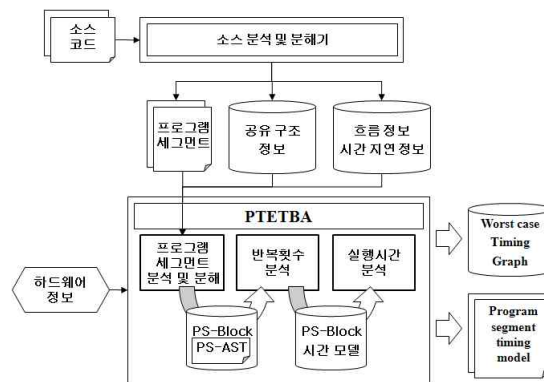 소스
코드
소스 분석 및 분해기
프로그램
세그먼트
공유 구조
정보
흐름 정보
시간 지연 정보
PTETBA
프로그램
세그먼트
분석 및 분해
반복횟수
분석
실행시간
분석
하드웨어
정보
PS-Block
PS-AST
PS-Block
시간 모델
Worst case
Timing
Graph
Program
segment
timing
model